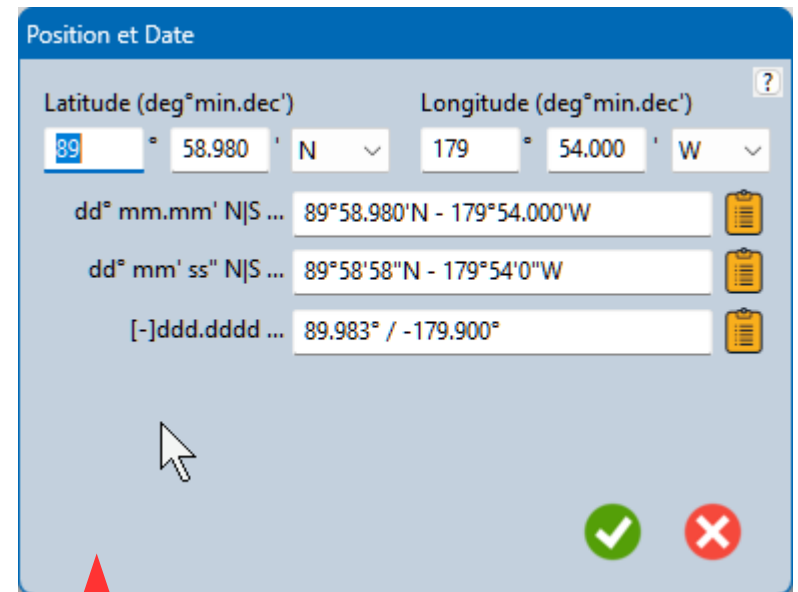 Position et Date
?
Latitude (deg°min.dec') Longitude (deg°min.dec')
89 ° 58.980 ' N 179 ° 54.000 ' W
dd° mm.mm' N|S ... 89°58.980'N - 179°54.000'W
dd° mm' ss" N|S ... 89°58'58"N - 179°54'0"W
[-]ddd.dddd ... 89.983° / -179.900°